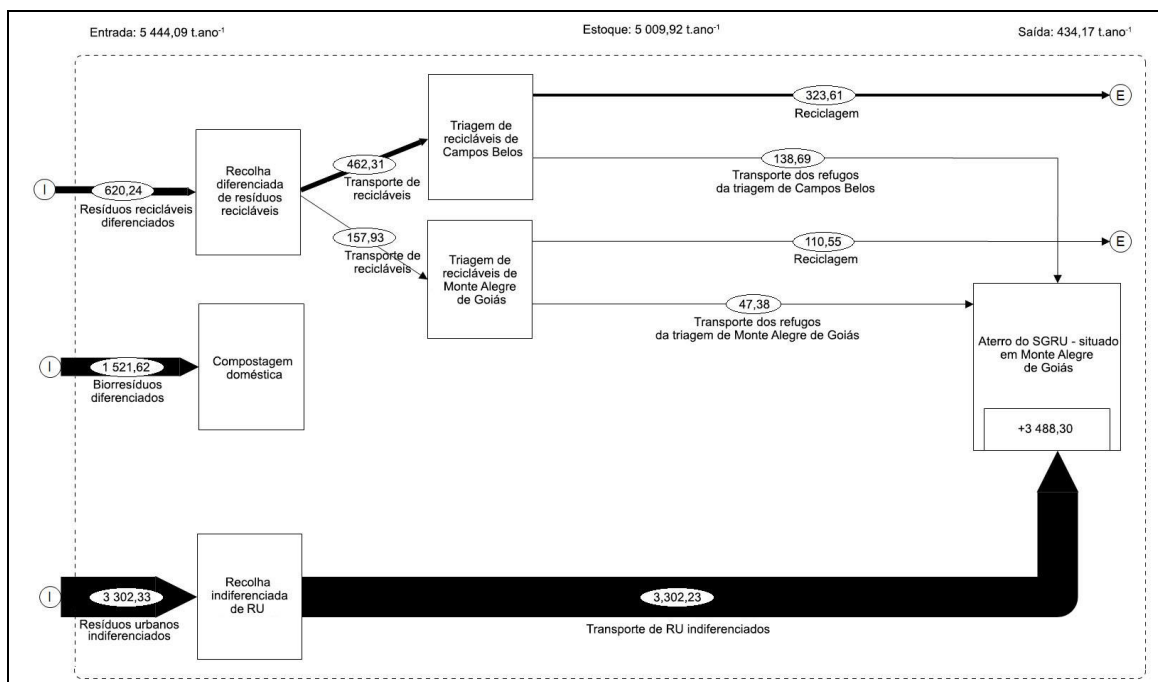 Entrada: 5 444,09 t.ano⁻¹
Estoque: 5 009,92 t.ano⁻¹
Saída: 434,17 t.ano⁻¹
I
620,24
Resíduos recicláveis
diferenciados
Recolha
diferenciada
de resíduos
recicláveis
462,31
Transporte de
recicláveis
157,93
Transporte de
recicláveis
Triagem de
recicláveis de
Campos Belos
323,61
Reciclagem
E
138,69
Transporte dos refugos
da triagem de Campos Belos
Triagem de
recicláveis de
Monte Alegre
de Goiás
110,55
Reciclagem
E
47,38
Transporte dos refugos
da triagem de Monte Alegre de Goiás
Aterro do SGRU - situado
em Monte Alegre
de Goiás
+3 488,30
I
1 521,62
Biorresíduos
diferenciados
Compostagem
doméstica
I
3 302,33
Resíduos urbanos
indiferenciados
Recolha
indiferenciada
de RU
3,302,23
Transporte de RU indiferenciados